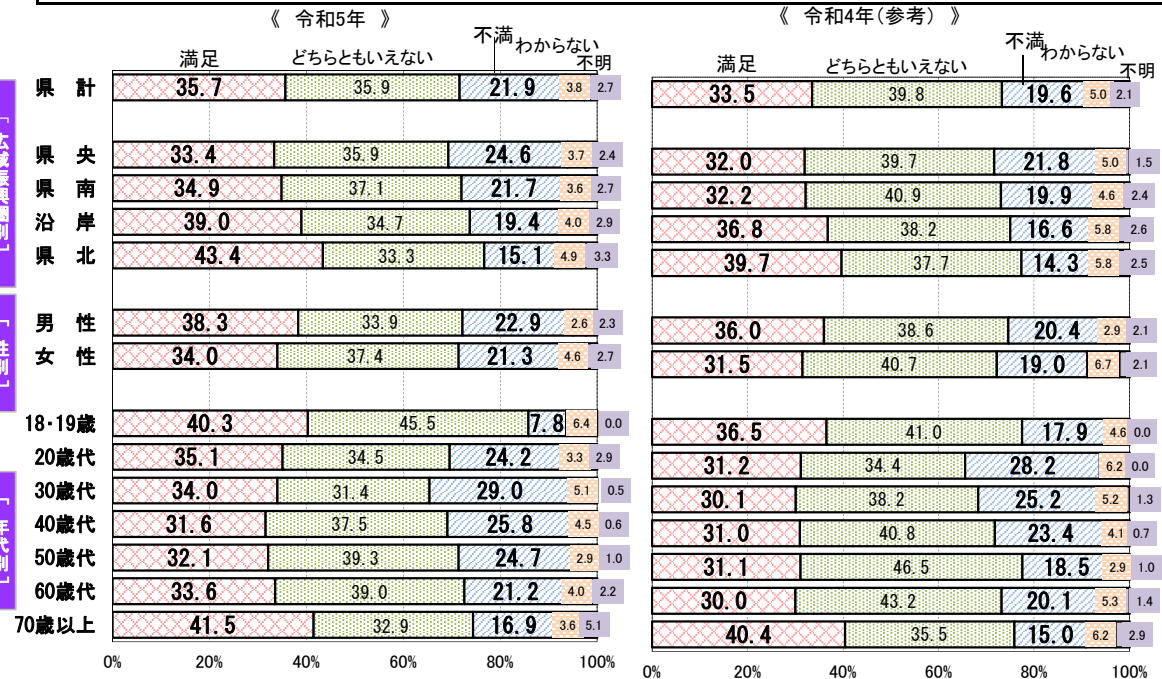 《 令和5年 》
満足 どちらともいえない 不満 わからない 不明
県 計 35.7 35.9 21.9 3.8 2.7
「広域振興圏別」
県 央 33.4 35.9 24.6 3.7 2.4
県 南 34.9 37.1 21.7 3.6 2.7
沿 岸 39.0 34.7 19.4 4.0 2.9
県 北 43.4 33.3 15.1 4.9 3.3
「性別」
男 性 38.3 33.9 22.9 2.6 2.3
女 性 34.0 37.4 21.3 4.6 2.7
「年代別」
18・19歳 40.3 45.5 7.8 6.4 0.0
20歳代 35.1 34.5 24.2 3.3 2.9
30歳代 34.0 31.4 29.0 5.1 0.5
40歳代 31.6 37.5 25.8 4.5 0.6
50歳代 32.1 39.3 24.7 2.9 1.0
60歳代 33.6 39.0 21.2 4.0 2.2
70歳以上 41.5 32.9 16.9 3.6 5.1
0% 20% 40% 60% 80% 100%
《 令和4年(参考) 》
満足 どちらともいえない 不満 わからない 不明
33.5 39.8 19.6 5.0 2.1
32.0 39.7 21.8 5.0 1.5
32.2 40.9 19.9 4.6 2.4
36.8 38.2 16.6 5.8 2.6
39.7 37.7 14.3 5.8 2.5
36.0 38.6 20.4 2.9 2.1
31.5 40.7 19.0 6.7 2.1
36.5 41.0 17.9 4.6 0.0
31.2 34.4 28.2 6.2 0.0
30.1 38.2 25.2 5.2 1.3
31.0 40.8 23.4 4.1 0.7
31.1 46.5 18.5 2.9 1.0
30.0 43.2 20.1 5.3 1.4
40.4 35.5 15.0 6.2 2.9
0% 20% 40% 60% 80% 100%